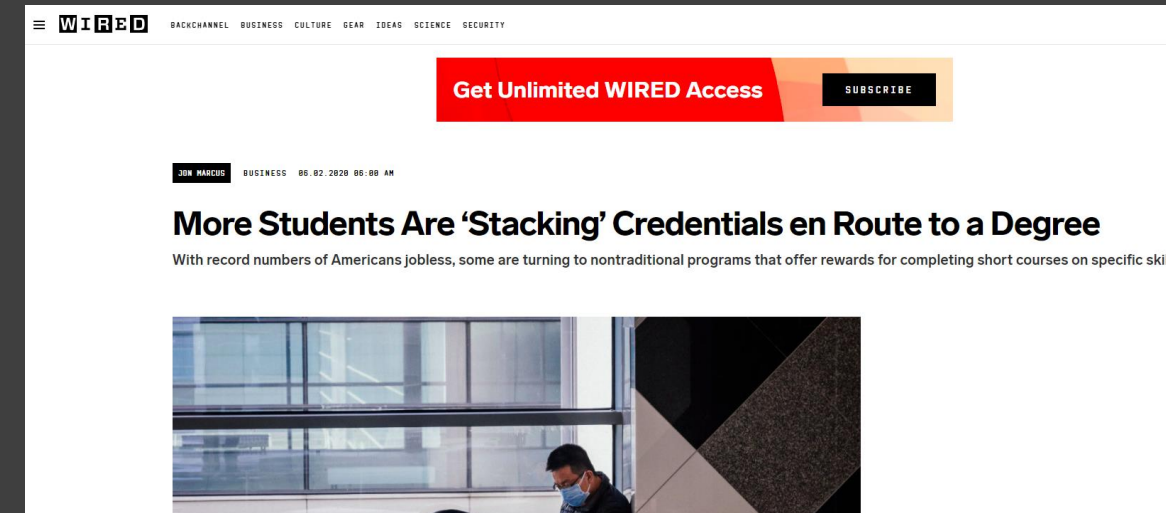 WIRED BACKCHANNEL BUSINESS CULTURE GEAR IDEAS SCIENCE SECURITY
Get Unlimited WIRED Access SUBSCRIBE
JON MARCUS BUSINESS 06.02.2020 06:00 AM
More Students Are ‘Stacking’ Credentials en Route to a Degree
With record numbers of Americans jobless, some are turning to nontraditional programs that offer rewards for completing short courses on specific